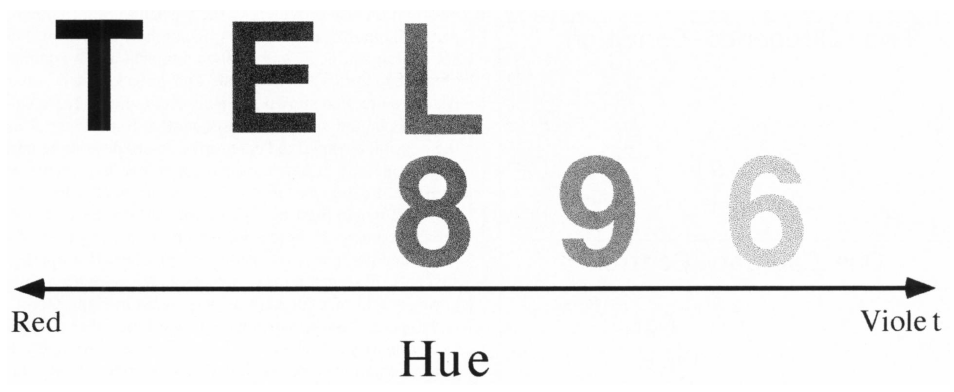 T E L
8 9 6
Red Violet
Hue